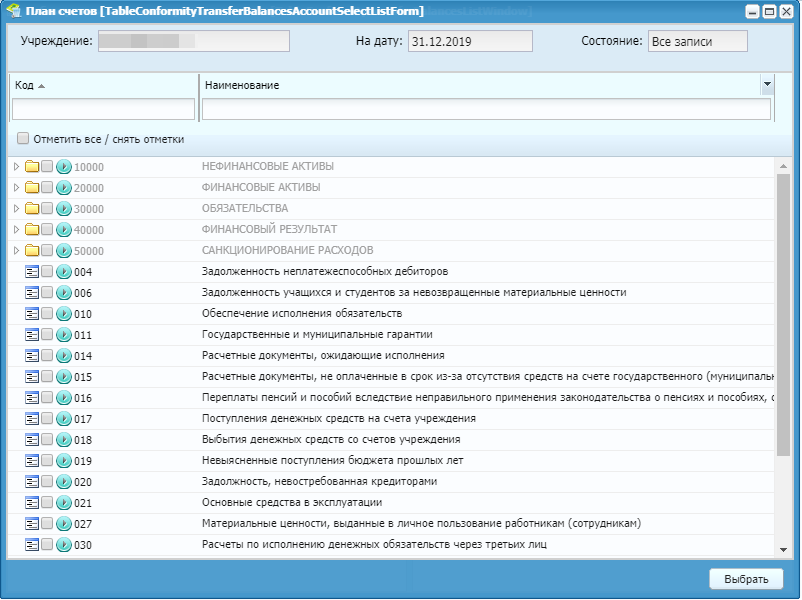 План счетов [TableConformityTransferBalancesAccountSelectListForm]
Учреждение: На дату: 31.12.2019 Состояние: Все записи
Код Наименование
Отметить все / снять отметки
10000 НЕФИНАНСОВЫЕ АКТИВЫ
20000 ФИНАНСОВЫЕ АКТИВЫ
30000 ОБЯЗАТЕЛЬСТВА
40000 ФИНАНСОВЫЙ РЕЗУЛЬТАТ
50000 САНКЦИОНИРОВАНИЕ РАСХОДОВ
004 Задолженность неплатежеспособных дебиторов
006 Задолженность учащихся и студентов за невозвращенные материальные ценности
010 Обеспечение исполнения обязательств
011 Государственные и муниципальные гарантии
014 Расчетные документы, ожидающие исполнения
015 Расчетные документы, не оплаченные в срок из-за отсутствия средств на счете государственного (муниципаль
016 Переплаты пенсий и пособий вследствие неправильного применения законодательства о пенсиях и пособиях, с
017 Поступления денежных средств на счета учреждения
018 Выбытия денежных средств со счетов учреждения
019 Невыясненные поступления бюджета прошлых лет
020 Задолжность, невостребованная кредиторами
021 Основные средства в эксплуатации
027 Материальные ценности, выданные в личное пользование работникам (сотрудникам)
030 Расчеты по исполнению денежных обязательств через третьих лиц
Выбрать